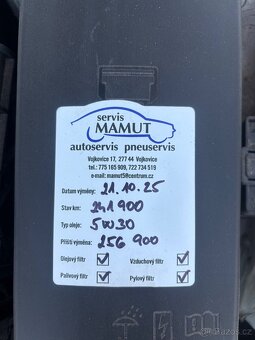 servis
MAMUT
autoservis pneuservis
Vojkovice 17, 277 44 Vojkovice
tel.: 775 165 909, 722 734 519
e-mail: mamut5@centrum.cz
Datum výměny: 21.10.25
Stav km: 241 900
Typ oleje: 5W30
Příští výměna: 256 900
Olejový filtr
Vzduchový filtr
Palivový filtr
Pylový filtr